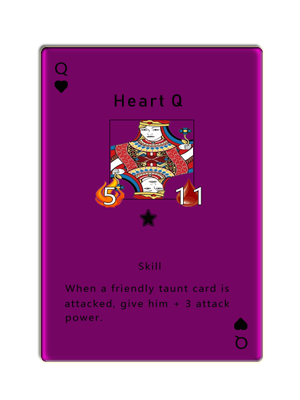 Q
Heart Q
5 11
Skill
When a friendly taunt card is
attacked, give him + 3 attack
power.
Q